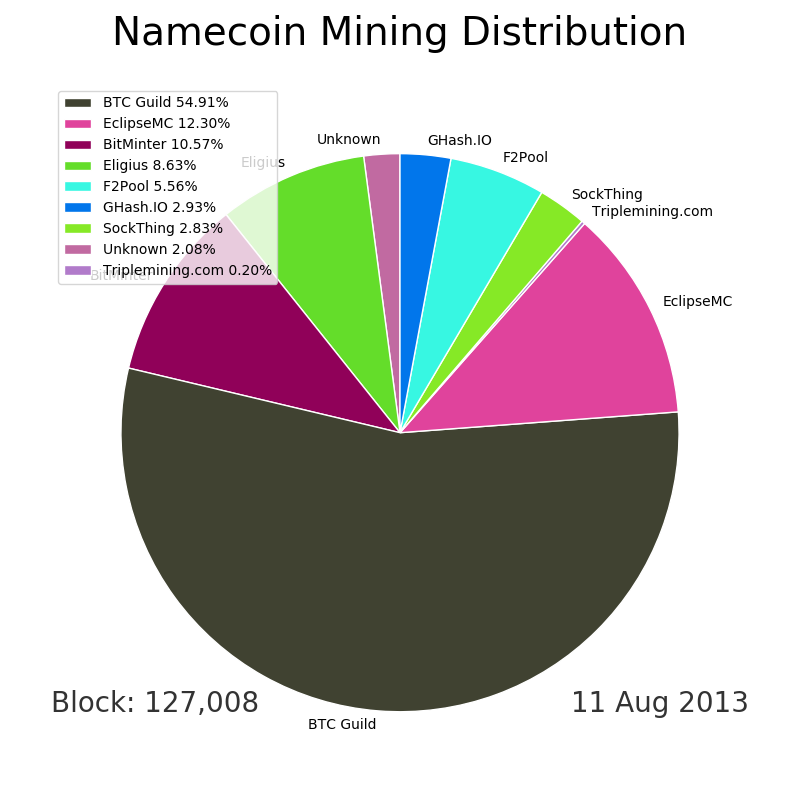 Namecoin Mining Distribution
BTC Guild 54.91%
EclipseMC 12.30%
BitMinter 10.57%
Eligius 8.63%
F2Pool 5.56%
GHash.IO 2.93%
SockThing 2.83%
Unknown 2.08%
Triplemining.com 0.20%
Unknown
GHash.IO
F2Pool
Eligius
SockThing
Triplemining.com
BitMinter
EclipseMC
Block: 127,008
11 Aug 2013
BTC Guild